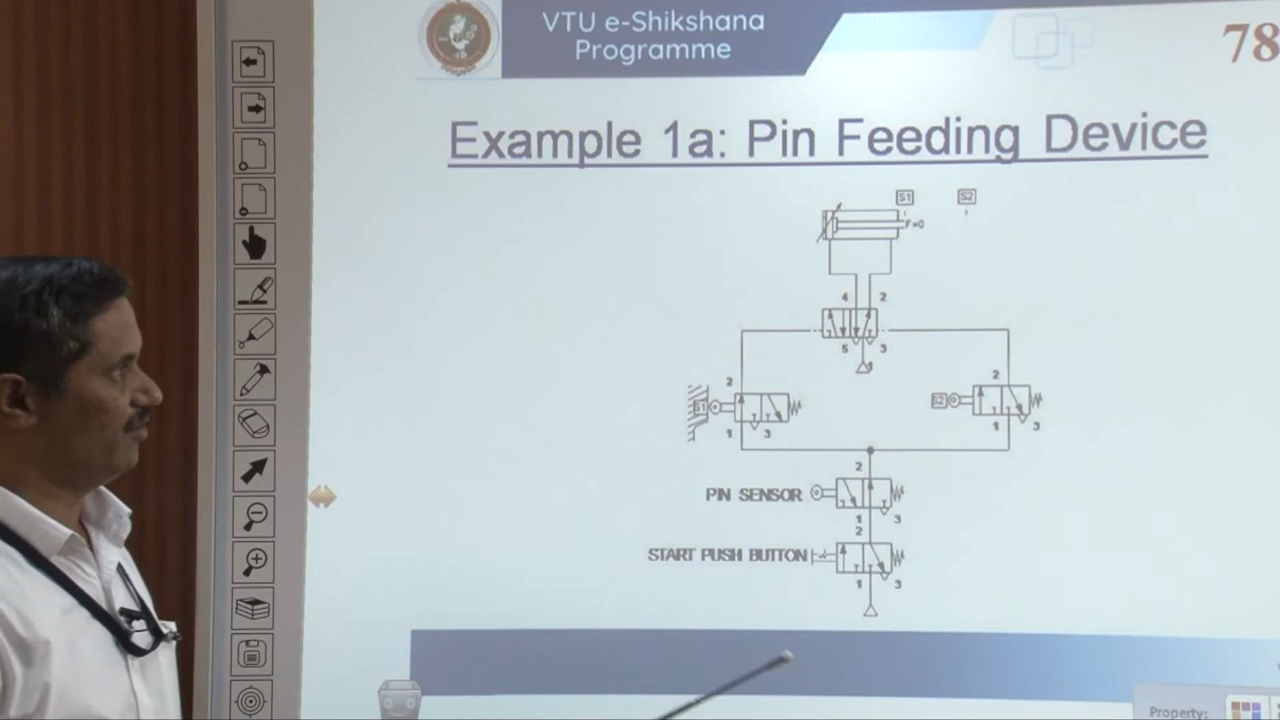 VTU e-Shikshana
Programme
78
Example 1a: Pin Feeding Device
S1
S2
F=0
4
2
5
3
1
2
S1
1
3
2
S2
1
3
2
PIN SENSOR
1
3
2
START PUSH BUTTON
1
3
Property: